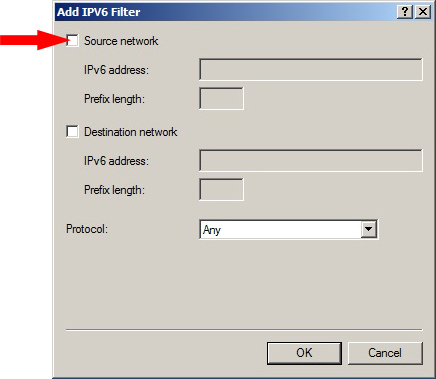 Add IPV6 Filter
Source network
IPv6 address:
Prefix length:
Destination network
IPv6 address:
Prefix length:
Protocol: Any
OK Cancel